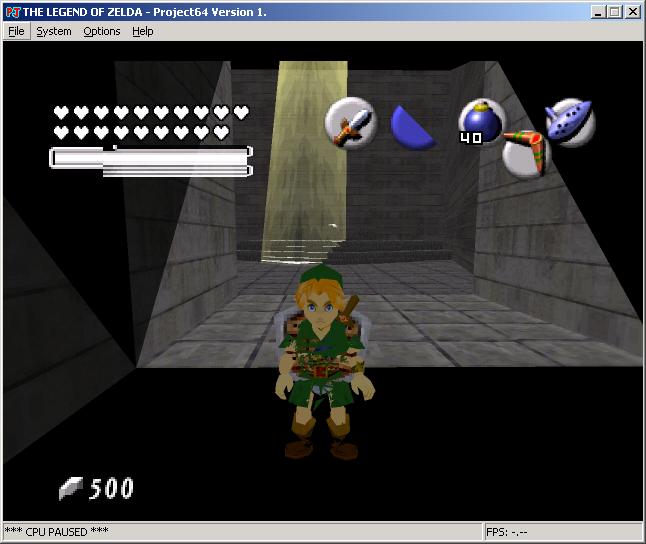 THE LEGEND OF ZELDA - Project64 Version 1.
File System Options Help
40
500
*** CPU PAUSED *** FPS: -.--